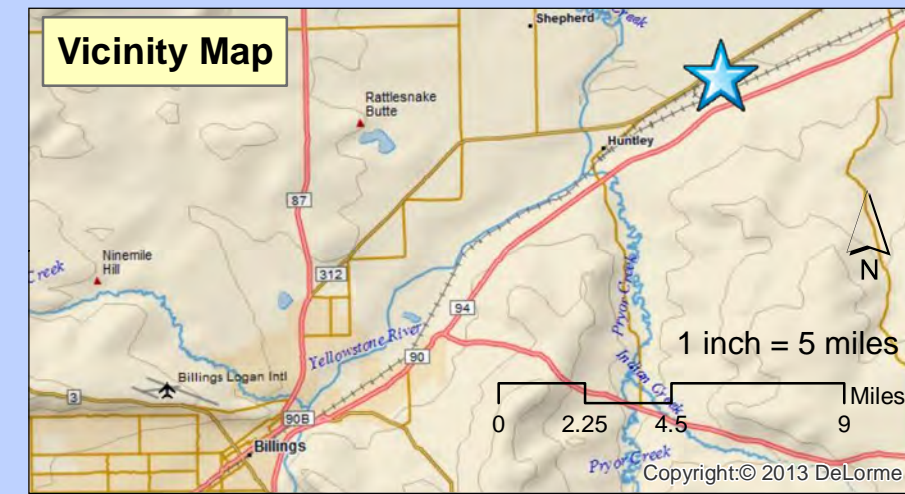 Vicinity Map
Shepherd
Creek
Rattlesnake
Butte
Huntley
87
Ninemile
Hill
Creek
312
N
94
Pryor Creek
Yellowstone River
90
1 inch = 5 miles
Billings Logan Intl
Indian Creek
3
Miles
0 2.25 4.5 9
90B
Billings
Pryor Creek
Copyright:© 2013 DeLorme